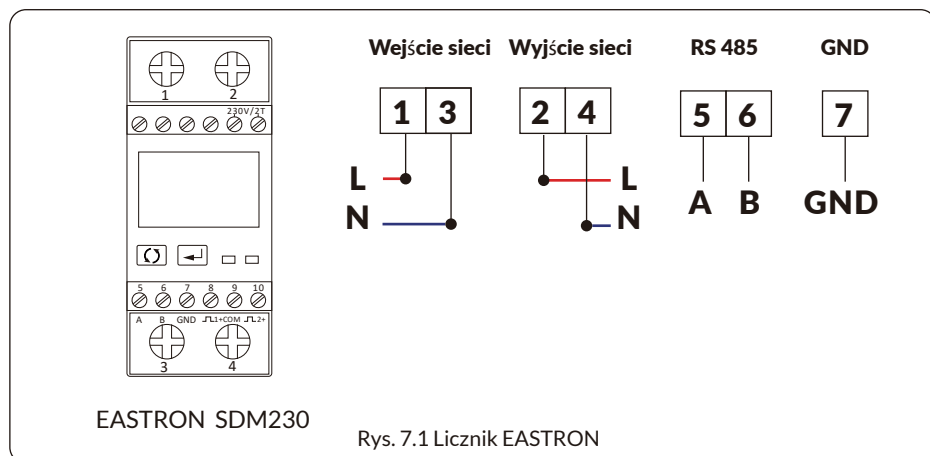 Wejście sieci Wyjście sieci RS 485 GND
1 2
230V/2T
1 3 2 4 5 6 7
L L
N N
A B GND
5 6 7 8 9 10
A B GND 1+COM 2+
3 4
EASTRON SDM230
Rys. 7.1 Licznik EASTRON